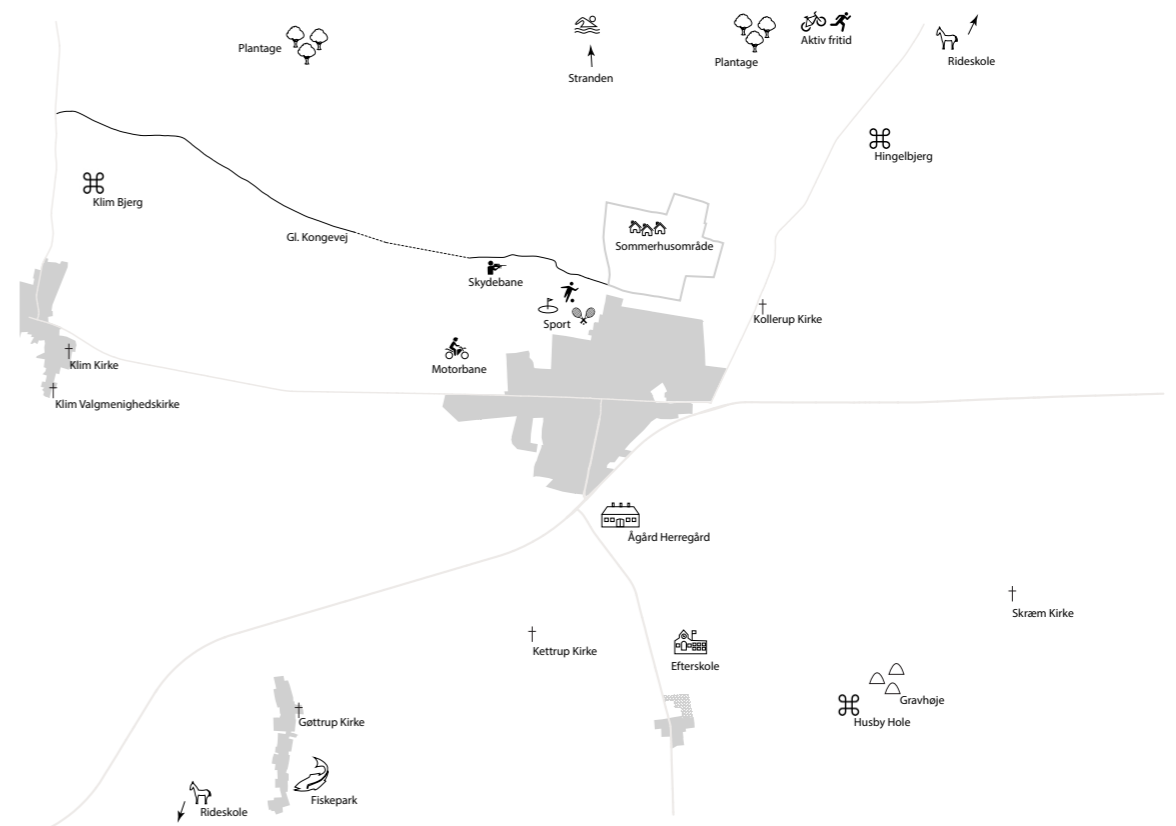 Plantage
Stranden
Plantage
Aktiv fritid
Rideskole
Hingelbjerg
Klim Bjerg
Gl. Kongevej
Sommerhusområde
Skydebane
Sport
Kollerup Kirke
Motorbane
Klim Kirke
Klim Valgmenighedskirke
Ågård Herregård
Skræm Kirke
Kettrup Kirke
Efterskole
Gravhøje
Husby Hole
Gøttrup Kirke
Fiskepark
Rideskole